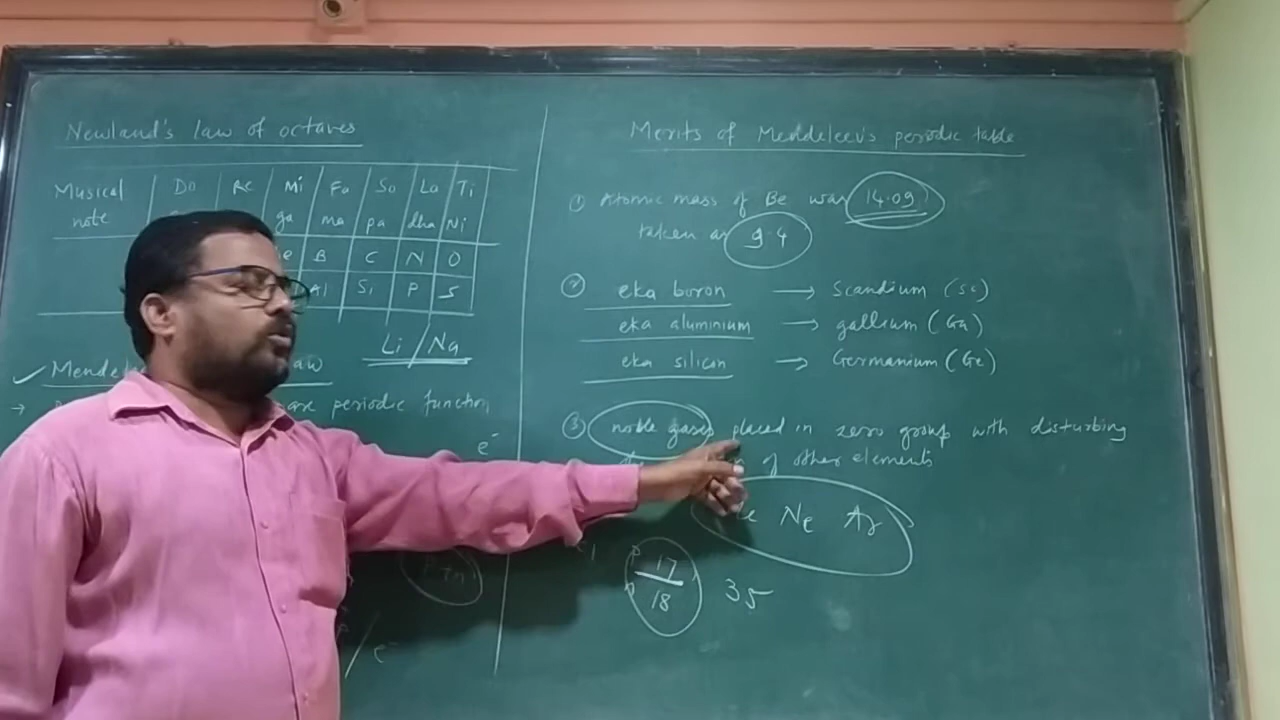 Newland's law of octaves
Musical note
Do Re Mi Fa So La Ti
ga ma pa dha Ni
e B C N O
Al Si P S
Li/Na
Mendele aw
→ are periodic function
e⁻
/ e⁻
Merits of Mendeleev's periodic table
① Atomic mass of Be was 14.09
taken as 9.4
② eka boron → Scandium (Sc)
eka aluminium → gallium (Ga)
eka silicon → Germanium (Ge)
③ noble gases placed in zero group with disturbing
of other elements
e Ne Ar
P 17
18
35